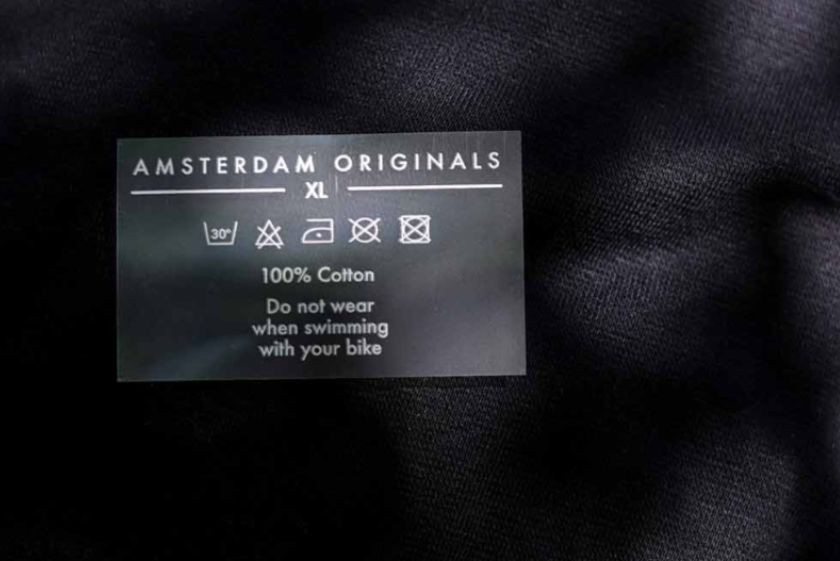 AMSTERDAM ORIGINALS
XL
30°
100% Cotton
Do not wear
when swimming
with your bike